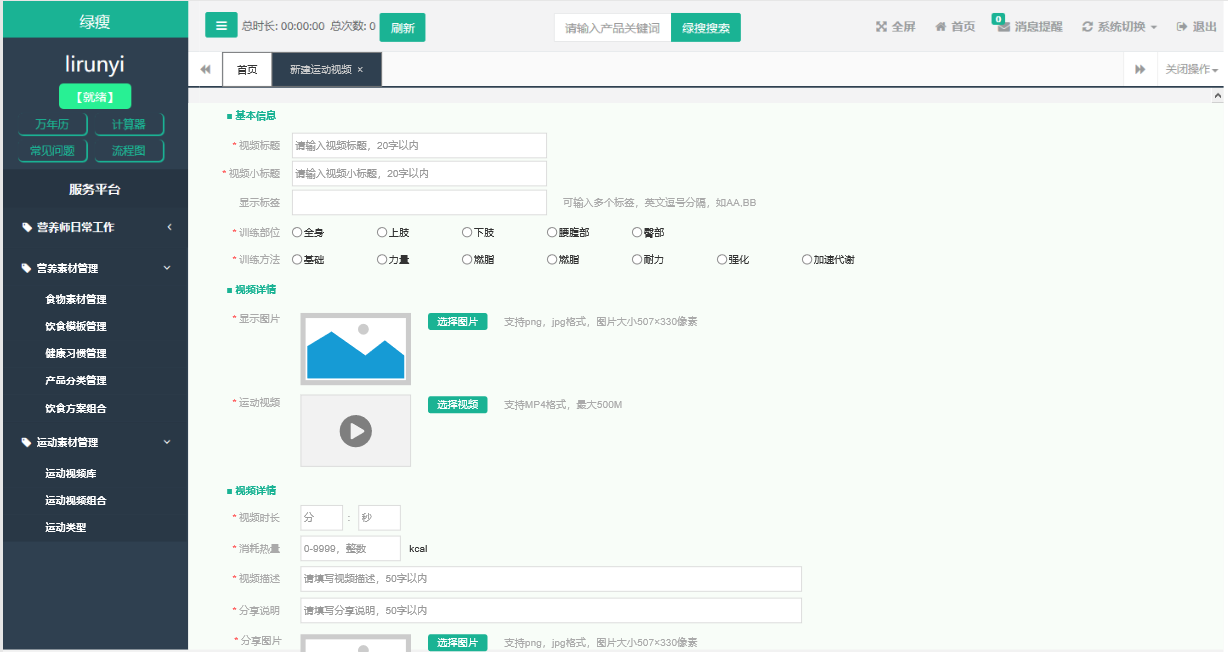 绿搜
总时长: 00:00:00 总次数: 0 刷新
请输入产品关键词 绿搜搜索
全屏 首页 0 消息提醒 系统切换 退出
lirunyi
【就绪】
万年历 计算器
常见问题 流程图
服务平台
营养师日常工作
营养素材管理
食物素材管理
饮食模板管理
健康习惯管理
产品分类管理
饮食方案组合
运动素材管理
运动视频库
运动视频组合
运动类型
首页 新建运动视频 × 关闭操作
基本信息
*视频标题 请输入视频标题，20字以内
*视频小标题 请输入视频小标题，20字以内
显示标签 可输入多个标签，英文逗号分隔，如AA,BB
*训练部位 全身 上肢 下肢 腰腹部 臀部
*训练方法 基础 力量 燃脂 燃脂 耐力 强化 加速代谢
视频详情
*显示图片 选择图片 支持png，jpg格式，图片大小507×330像素
*运动视频 选择视频 支持MP4格式，最大500M
视频详情
*视频时长 分 : 秒
*消耗热量 0-9999，整数 kcal
*视频描述 请填写视频描述，50字以内
*分享说明 请填写分享说明，50字以内
*分享图片 选择图片 支持png，jpg格式，图片大小507×330像素